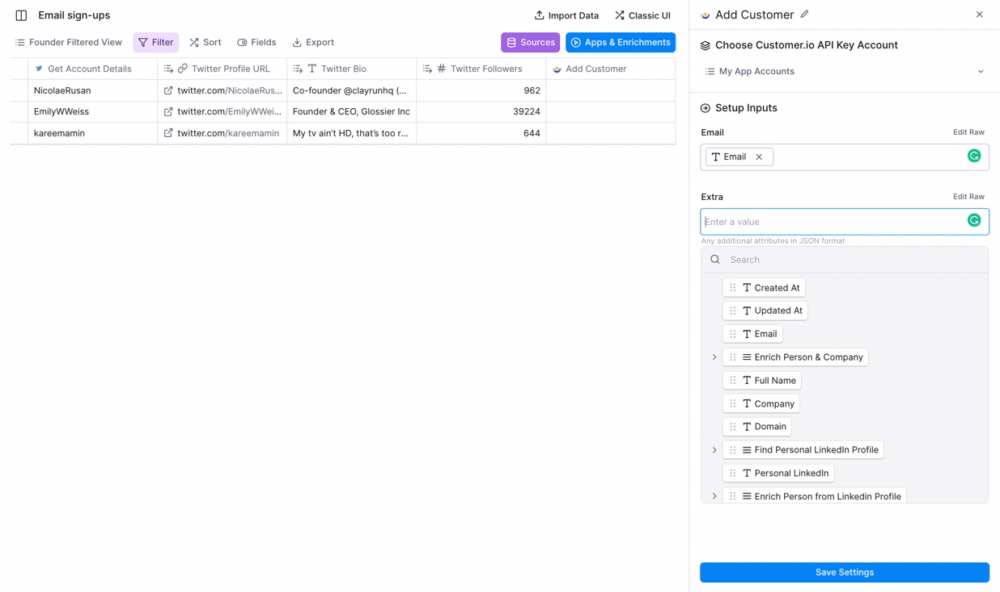 Email sign-ups
Import Data
Classic UI
Founder Filtered View
Filter
Sort
Fields
Export
Sources
Apps & Enrichments
Get Account Details
Twitter Profile URL
Twitter Bio
Twitter Followers
Add Customer
NicolaeRusan
twitter.com/NicolaeRus...
Co-founder @clayrunhq (...
962
EmilyWWeiss
twitter.com/EmilyWWei...
Founder & CEO, Glossier Inc
39224
kareemamin
twitter.com/kareemamin
My tv ain't HD, that's too r...
644
Add Customer
Choose Customer.io API Key Account
My App Accounts
Setup Inputs
Email
Edit Raw
Email
Extra
Edit Raw
Enter a value
Any additional attributes in JSON format
Search
Created At
Updated At
Email
Enrich Person & Company
Full Name
Company
Domain
Find Personal LinkedIn Profile
Personal LinkedIn
Enrich Person from Linkedin Profile
Save Settings